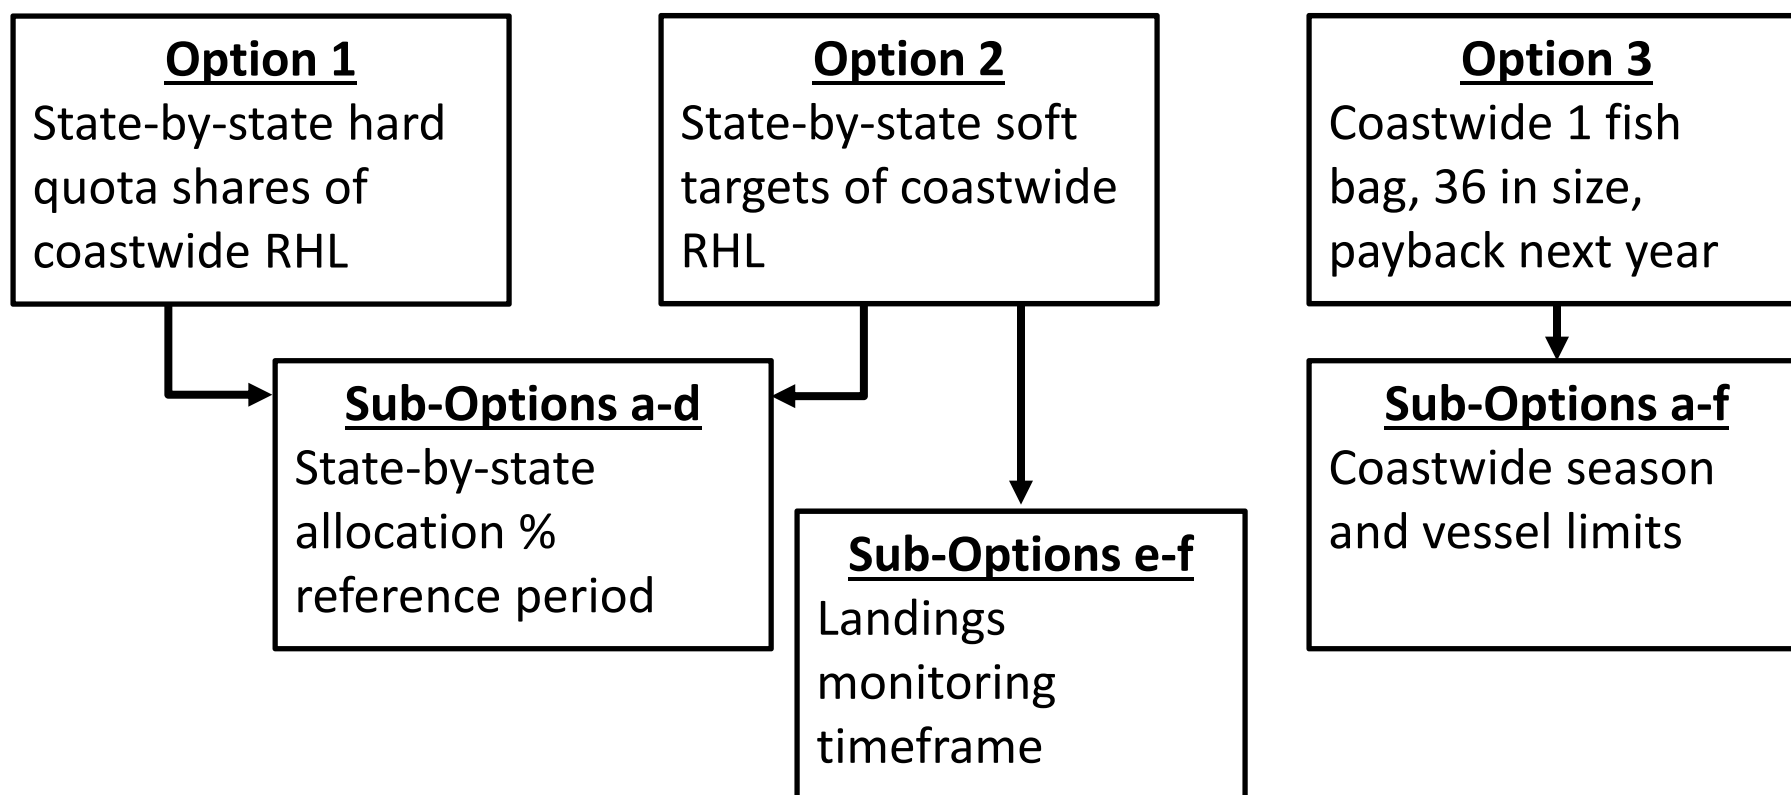 Option 1
State-by-state hard
quota shares of
coastwide RHL
Option 2
State-by-state soft
targets of coastwide
RHL
Option 3
Coastwide 1 fish
bag, 36 in size,
payback next year
Sub-Options a-d
State-by-state
allocation %
reference period
Sub-Options e-f
Landings
monitoring
timeframe
Sub-Options a-f
Coastwide season
and vessel limits